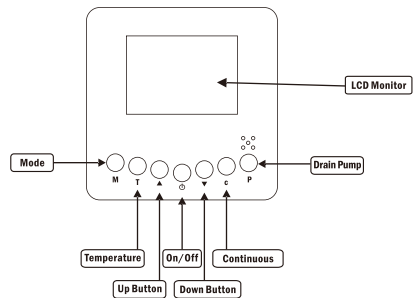 LCD Monitor
Mode
Drain Pump
M T ▲ ⏻ ▼ c P
Temperature
On/Off
Continuous
Up Button
Down Button